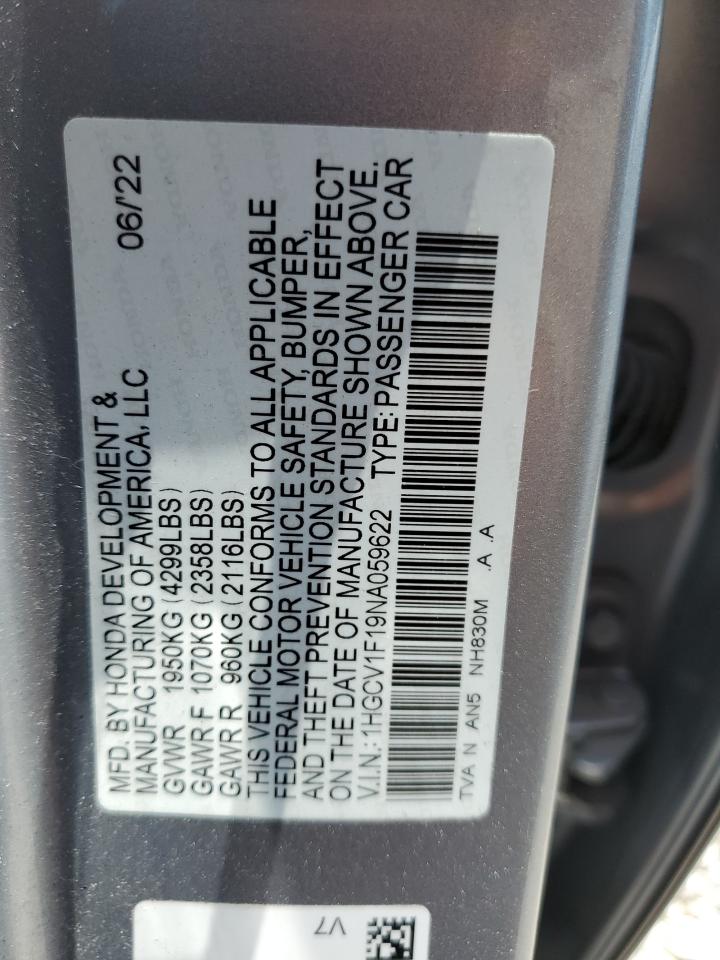 MFD. BY HONDA DEVELOPMENT & 06/'22
MANUFACTURING OF AMERICA, LLC
GVWR 1950KG (4299LBS)
GAWR F 1070KG (2358LBS)
GAWR R 960KG (2116LBS)
THIS VEHICLE CONFORMS TO ALL APPLICABLE
FEDERAL MOTOR VEHICLE SAFETY, BUMPER,
AND THEFT PREVENTION STANDARDS IN EFFECT
ON THE DATE OF MANUFACTURE SHOWN ABOVE.
V.I.N.: 1HGCV1F19NA059622 TYPE: PASSENGER CAR
TVA N AN5 NH830M .A .A
V7